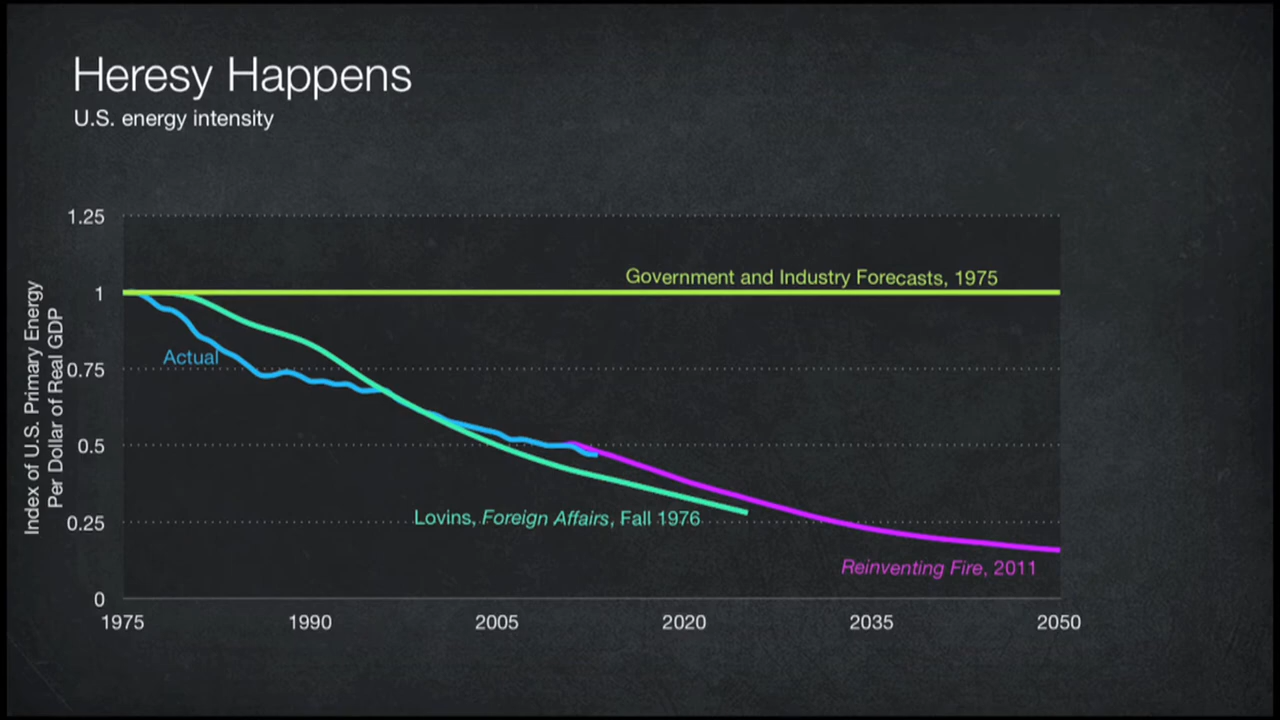 Heresy Happens
U.S. energy intensity
Index of U.S. Primary Energy
Per Dollar of Real GDP
1.25
1
0.75
0.5
0.25
0
Government and Industry Forecasts, 1975
Actual
Lovins, Foreign Affairs, Fall 1976
Reinventing Fire, 2011
1975 1990 2005 2020 2035 2050